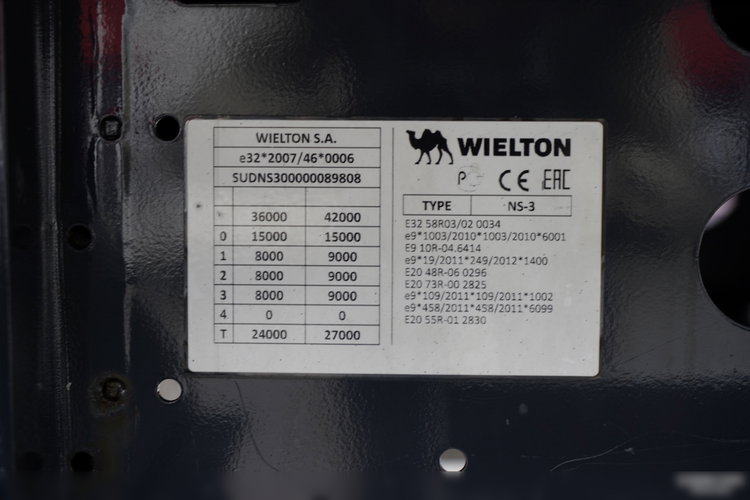 WIELTON S.A.
e32*2007/46*0006
SUDNS300000089808
36000 42000
0 15000 15000
1 8000 9000
2 8000 9000
3 8000 9000
4 0 0
T 24000 27000
WIELTON
P CE EAC
TYPE NS-3
E32 58R03/02 0034
e9*1003/2010*1003/2010*6001
E9 10R-04.6414
e9*19/2011*249/2012*1400
E20 48R-06 0296
E20 73R-00 2825
e9*109/2011*109/2011*1002
e9*458/2011*458/2011*6099
E20 55R-01 2830